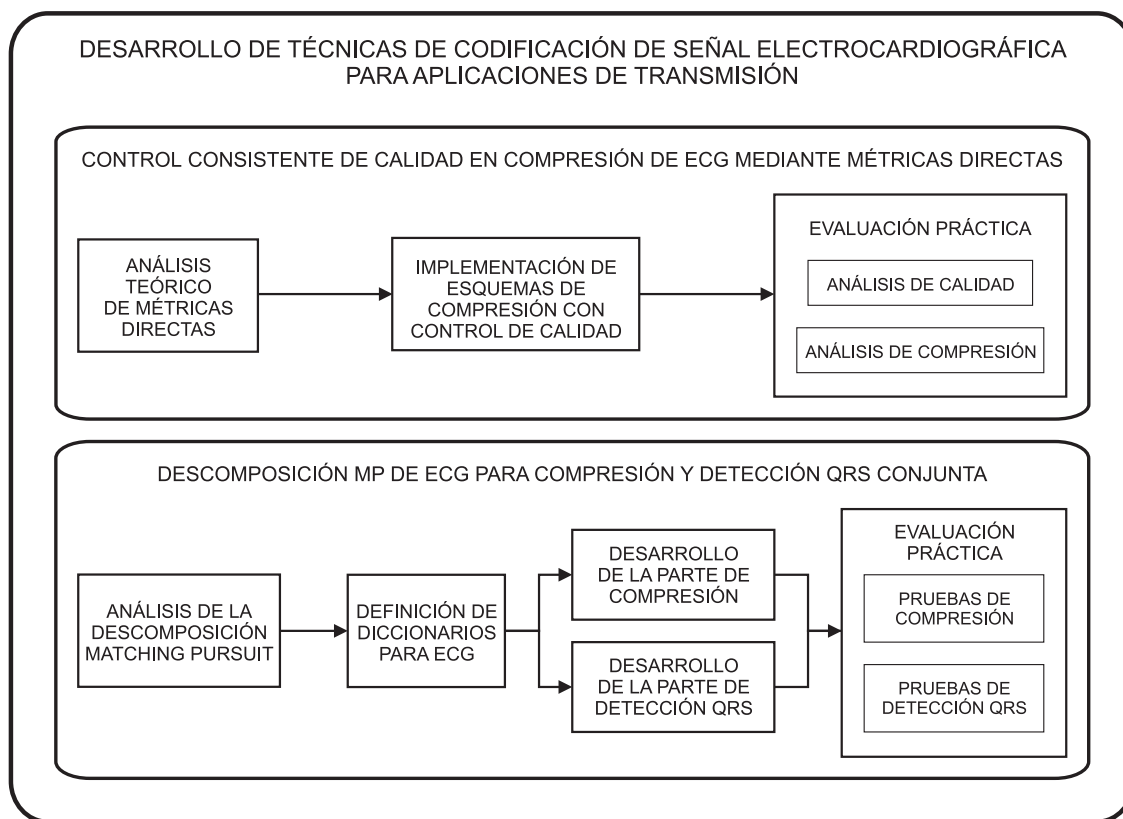 DESARROLLO DE TÉCNICAS DE CODIFICACIÓN DE SEÑAL ELECTROCARDIOGRÁFICA
PARA APLICACIONES DE TRANSMISIÓN
CONTROL CONSISTENTE DE CALIDAD EN COMPRESIÓN DE ECG MEDIANTE MÉTRICAS DIRECTAS
ANÁLISIS
TEÓRICO
DE MÉTRICAS
DIRECTAS
IMPLEMENTACIÓN DE
ESQUEMAS DE
COMPRESIÓN CON
CONTROL DE CALIDAD
EVALUACIÓN PRÁCTICA
ANÁLISIS DE CALIDAD
ANÁLISIS DE COMPRESIÓN
DESCOMPOSICIÓN MP DE ECG PARA COMPRESIÓN Y DETECCIÓN QRS CONJUNTA
ANÁLISIS DE LA
DESCOMPOSICIÓN
MATCHING PURSUIT
DEFINICIÓN DE
DICCIONARIOS
PARA ECG
DESARROLLO
DE LA PARTE DE
COMPRESIÓN
DESARROLLO
DE LA PARTE DE
DETECCIÓN QRS
EVALUACIÓN
PRÁCTICA
PRUEBAS DE
COMPRESIÓN
PRUEBAS DE
DETECCIÓN QRS